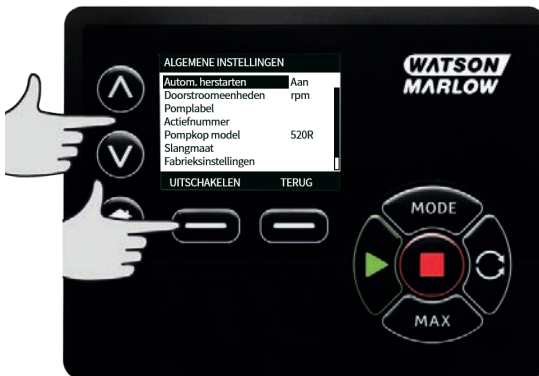 ALGEMENE INSTELLINGEN
Autom. herstarten Aan
Doorstroomeenheden rpm
Pomplabel
Actiefnummer
Pompkop model 520R
Slangmaat
Fabrieksinstellingen
UITSCHAKELEN TERUG
WATSON
MARLOW
MODE
MAX